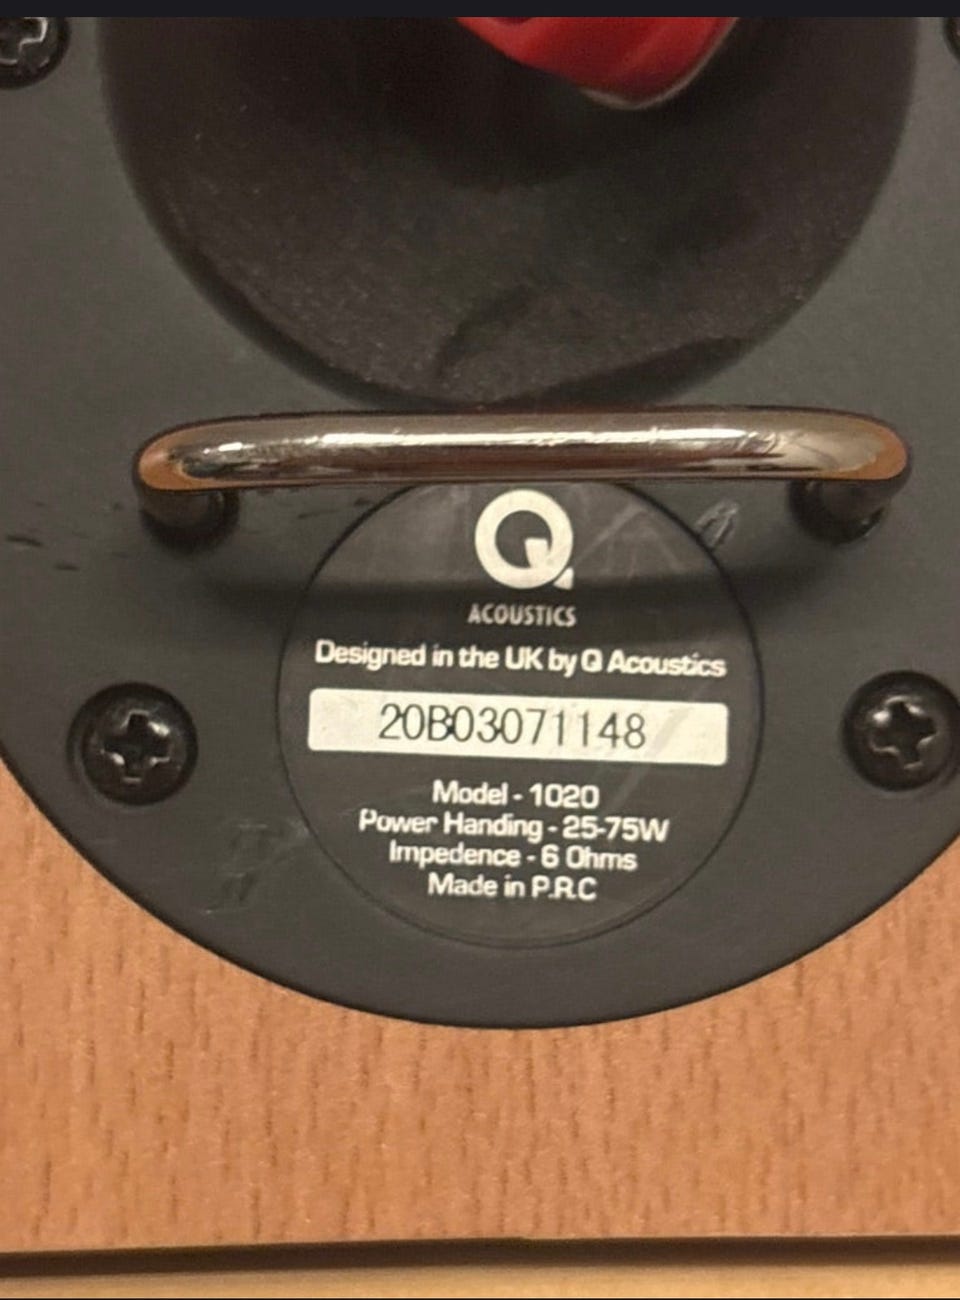 Q
ACOUSTICS
Designed in the UK by Q Acoustics
20B03071148
Model - 1020
Power Handing - 25-75W
Impedence - 6 Ohms
Made in P.R.C